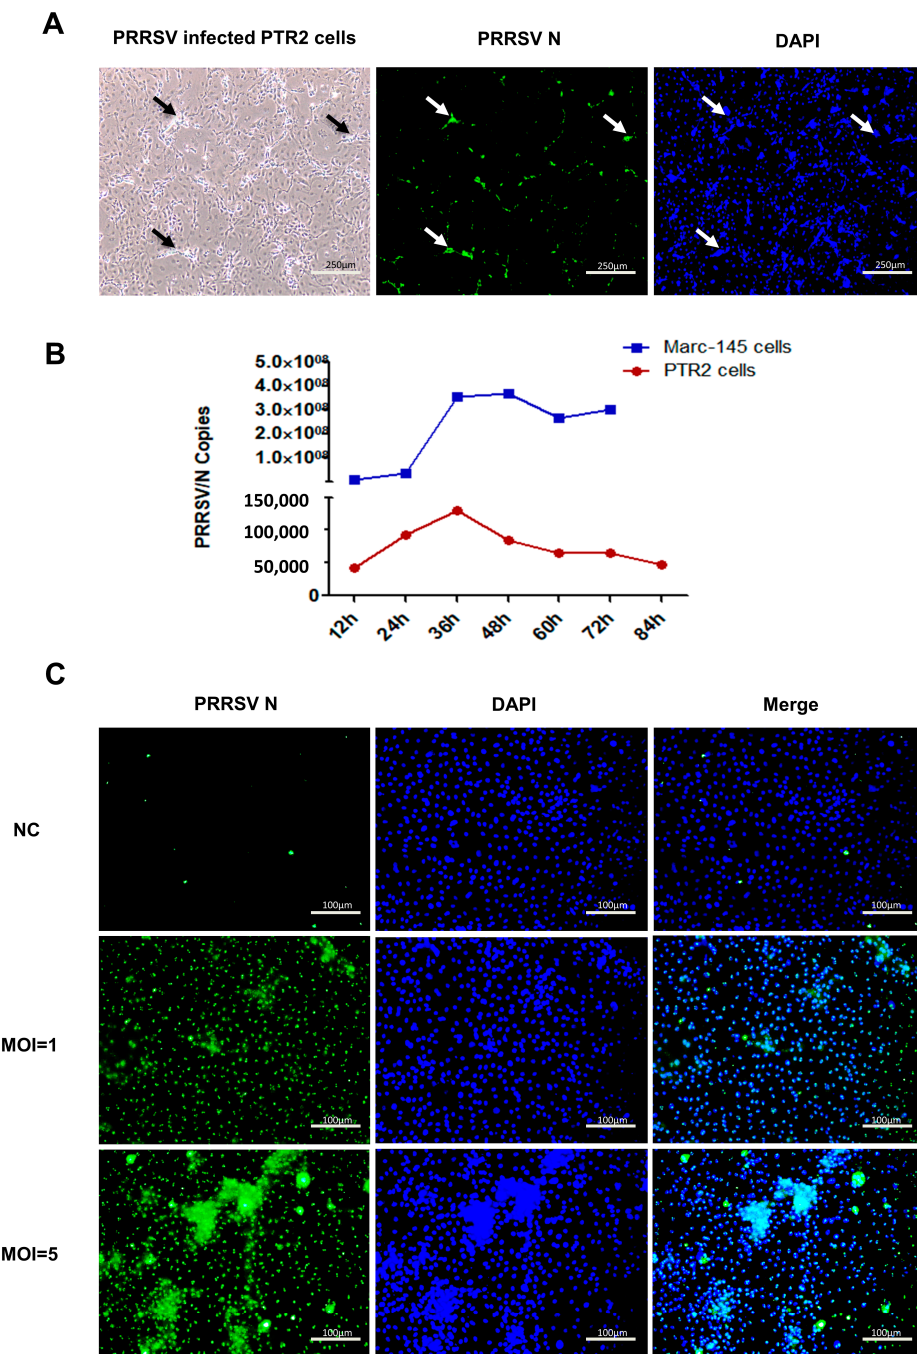 A
PRRSV infected PTR2 cells
PRRSV N
DAPI
250μm
250μm
250μm
B
Marc-145 cells
PTR2 cells
PRRSV/N Copies
5.0×10⁰⁸
4.0×10⁰⁸
3.0×10⁰⁸
2.0×10⁰⁸
1.0×10⁰⁸
150,000
100,000
50,000
0
12h
24h
36h
48h
60h
72h
84h
C
PRRSV N
DAPI
Merge
NC
100μm
100μm
100μm
MOI=1
100μm
100μm
100μm
MOI=5
100μm
100μm
100μm